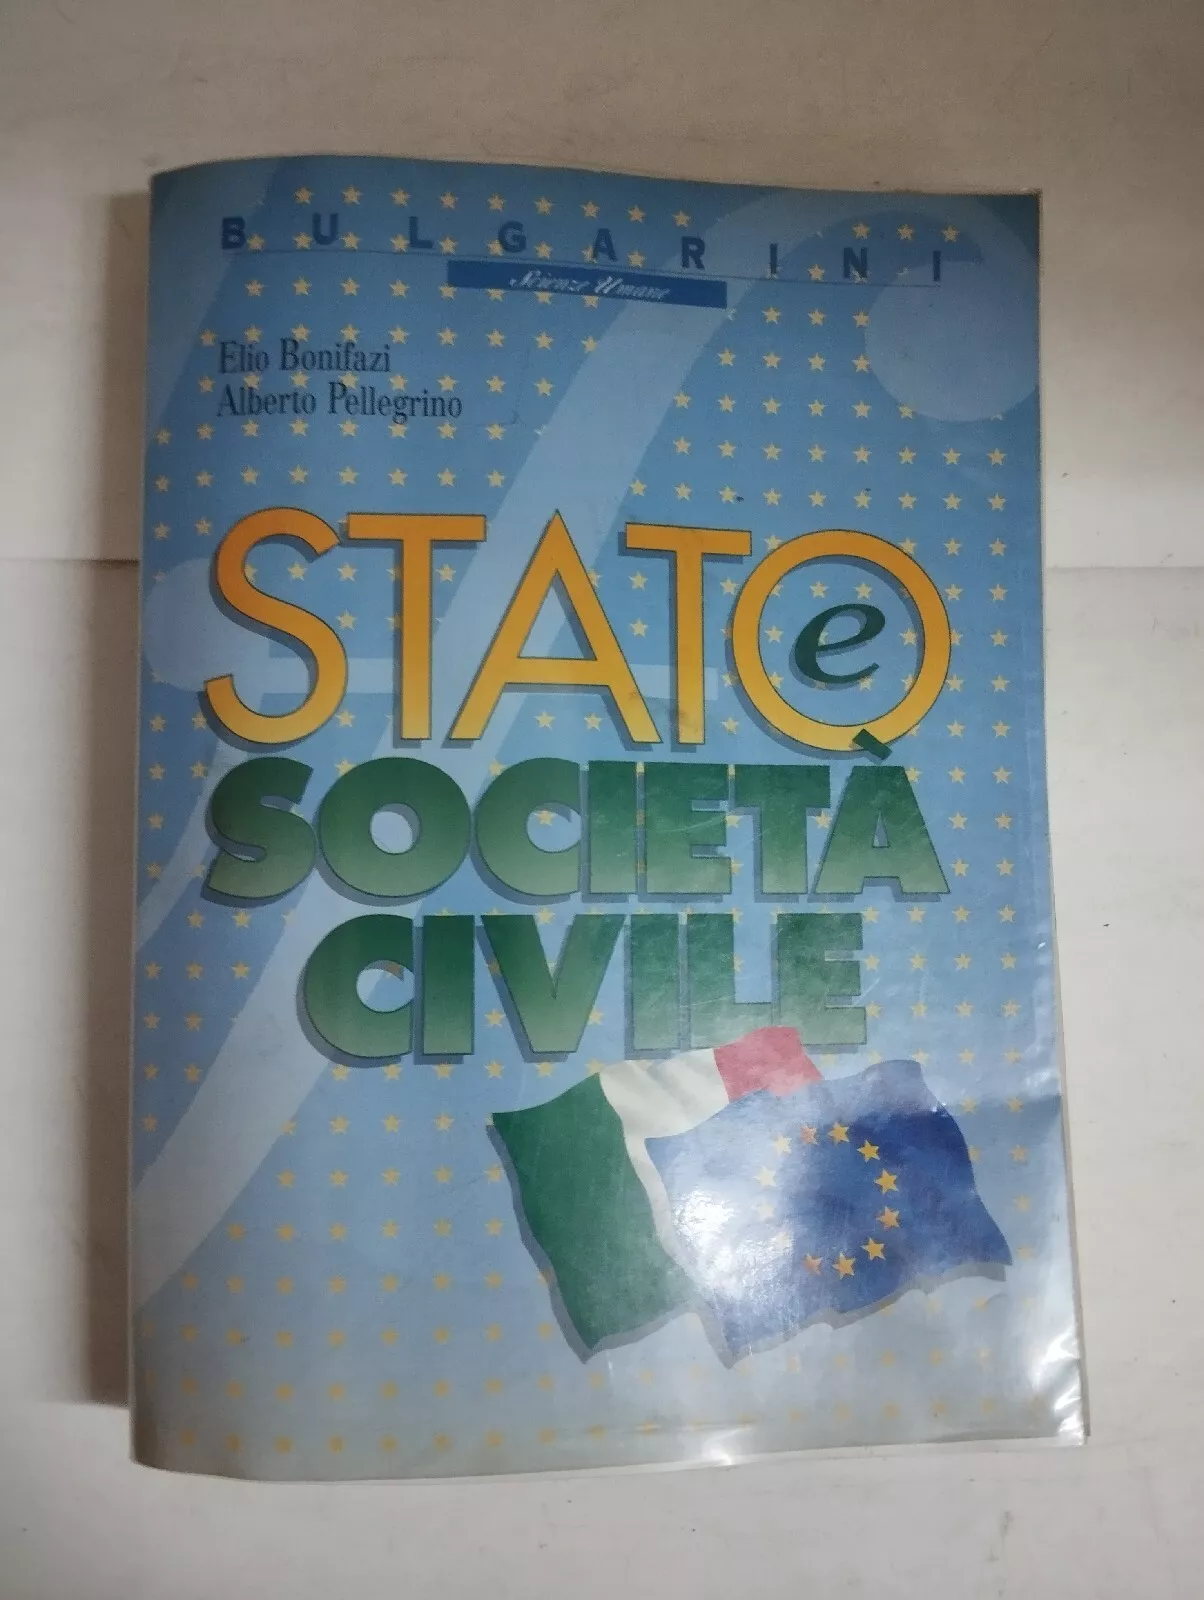 BULGARINI
Scienze Umane
Elio Bonifazi
Alberto Pellegrino
STATO e
SOCIETÀ
CIVILE